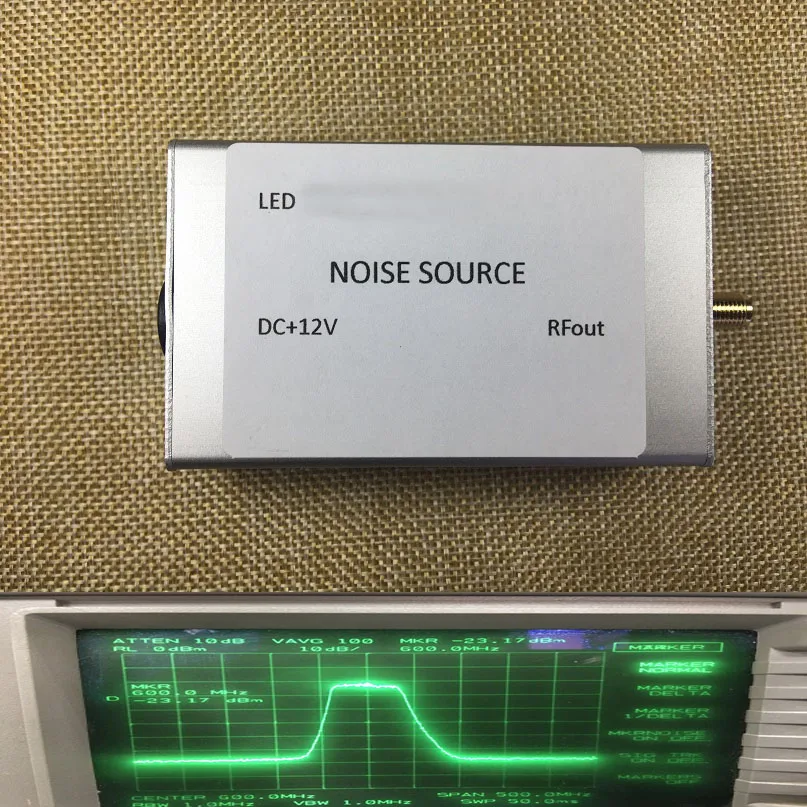 LED
NOISE SOURCE
DC+12V
RFout
ATTEN 10dB VAVG 100 MKR -23.17dBm
RL 0dBm 10dB/ 600.0MHz
MARKER
MARKER
NORMAL
MKR
600.0 MHz
D -23.17 dBm
MARKER
DELTA
MARKER
1/DELTA
MKRNOISE
ON OFF
SIG TRK
ON OFF
MARKERS
OFF
CENTER 600.0MHz SPAN 500.0MHz
RBW 1.0MHz VBW 1.0MHz SWP 50.0ms